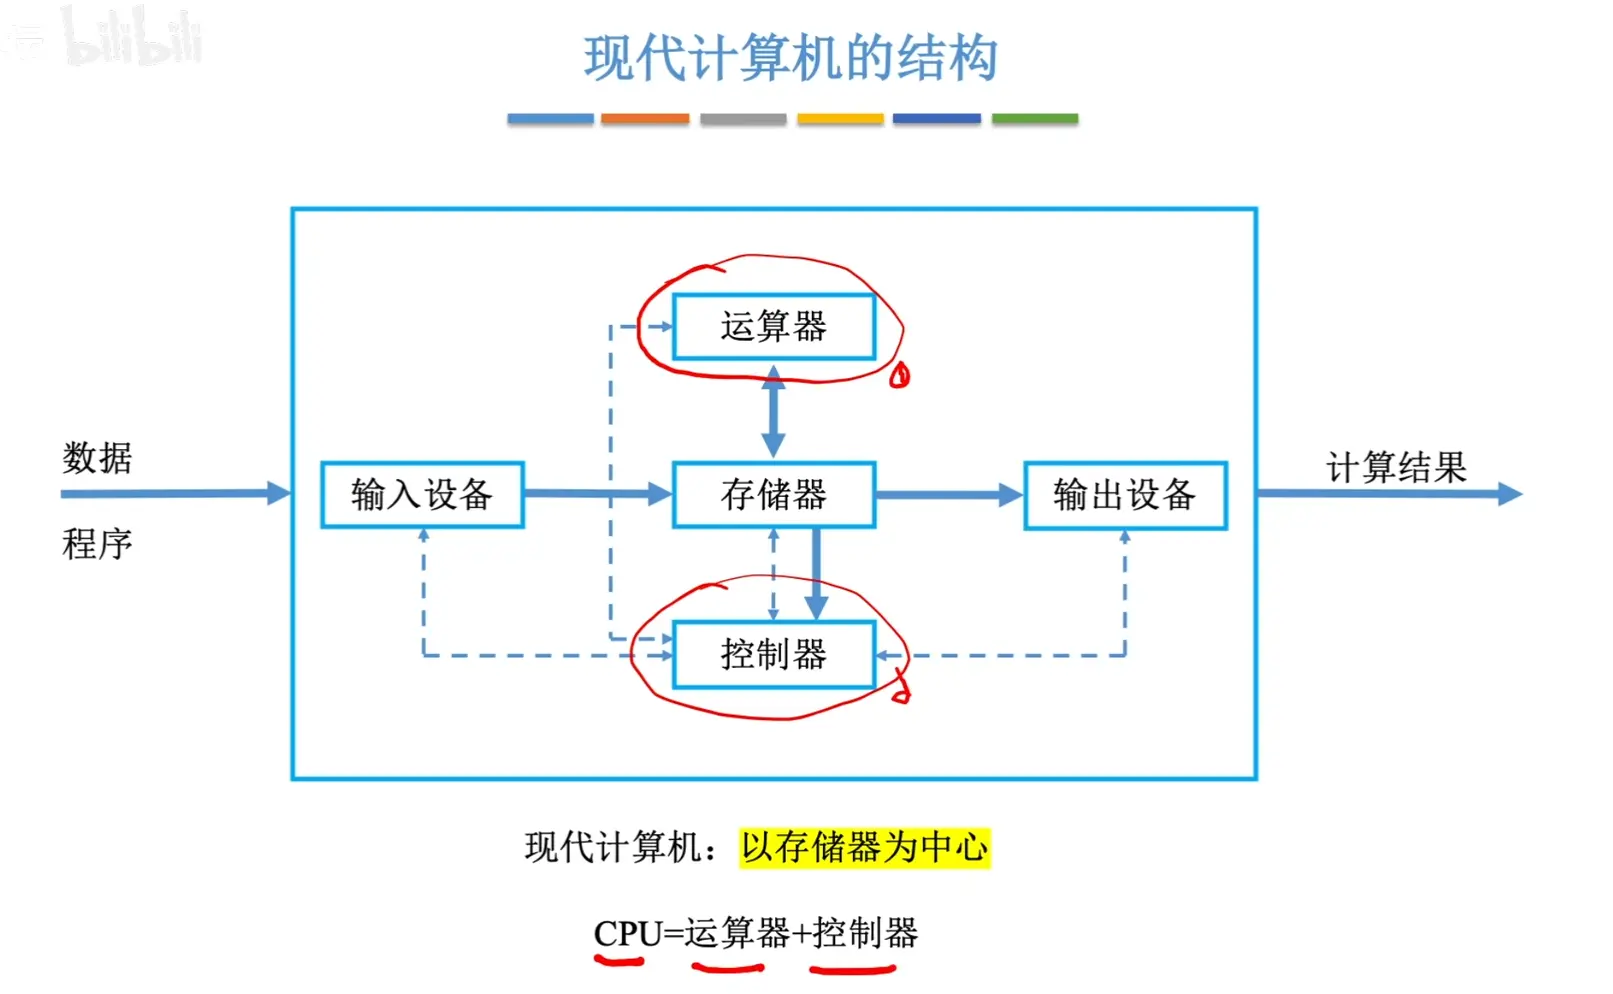 bilibili
现代计算机的结构
运算器
数据
程序
输入设备
存储器
输出设备
计算结果
控制器
现代计算机：以存储器为中心
CPU=运算器+控制器